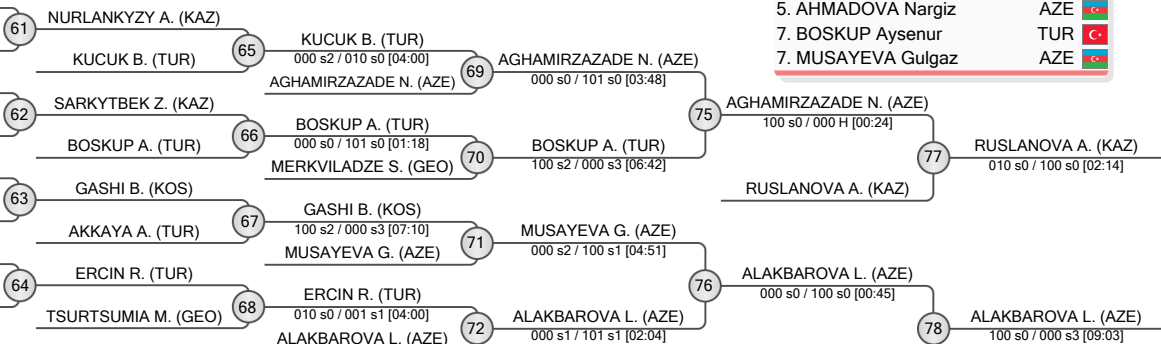 5. AHMADOVA Nargiz AZE
7. BOSKUP Aysenur TUR
7. MUSAYEVA Gulgaz AZE
61
NURLANKYZY A. (KAZ)
KUCUK B. (TUR)
62
SARKYTBEK Z. (KAZ)
BOSKUP A. (TUR)
63
GASHI B. (KOS)
AKKAYA A. (TUR)
64
ERCIN R. (TUR)
TSURTSUMIA M. (GEO)
65
KUCUK B. (TUR)
000 s2 / 010 s0 [04:00]
AGHAMIRZAZADE N. (AZE)
66
BOSKUP A. (TUR)
000 s0 / 101 s0 [01:18]
MERKVILADZE S. (GEO)
67
GASHI B. (KOS)
100 s2 / 000 s3 [07:10]
MUSAYEVA G. (AZE)
68
ERCIN R. (TUR)
010 s0 / 001 s1 [04:00]
ALAKBAROVA L. (AZE)
69
AGHAMIRZAZADE N. (AZE)
000 s0 / 101 s0 [03:48]
70
BOSKUP A. (TUR)
100 s2 / 000 s3 [06:42]
71
MUSAYEVA G. (AZE)
000 s2 / 100 s1 [04:51]
72
ALAKBAROVA L. (AZE)
000 s1 / 101 s1 [02:04]
75
AGHAMIRZAZADE N. (AZE)
100 s0 / 000 H [00:24]
RUSLANOVA A. (KAZ)
76
ALAKBAROVA L. (AZE)
000 s0 / 100 s0 [00:45]
77
RUSLANOVA A. (KAZ)
010 s0 / 100 s0 [02:14]
78
ALAKBAROVA L. (AZE)
100 s0 / 000 s3 [09:03]